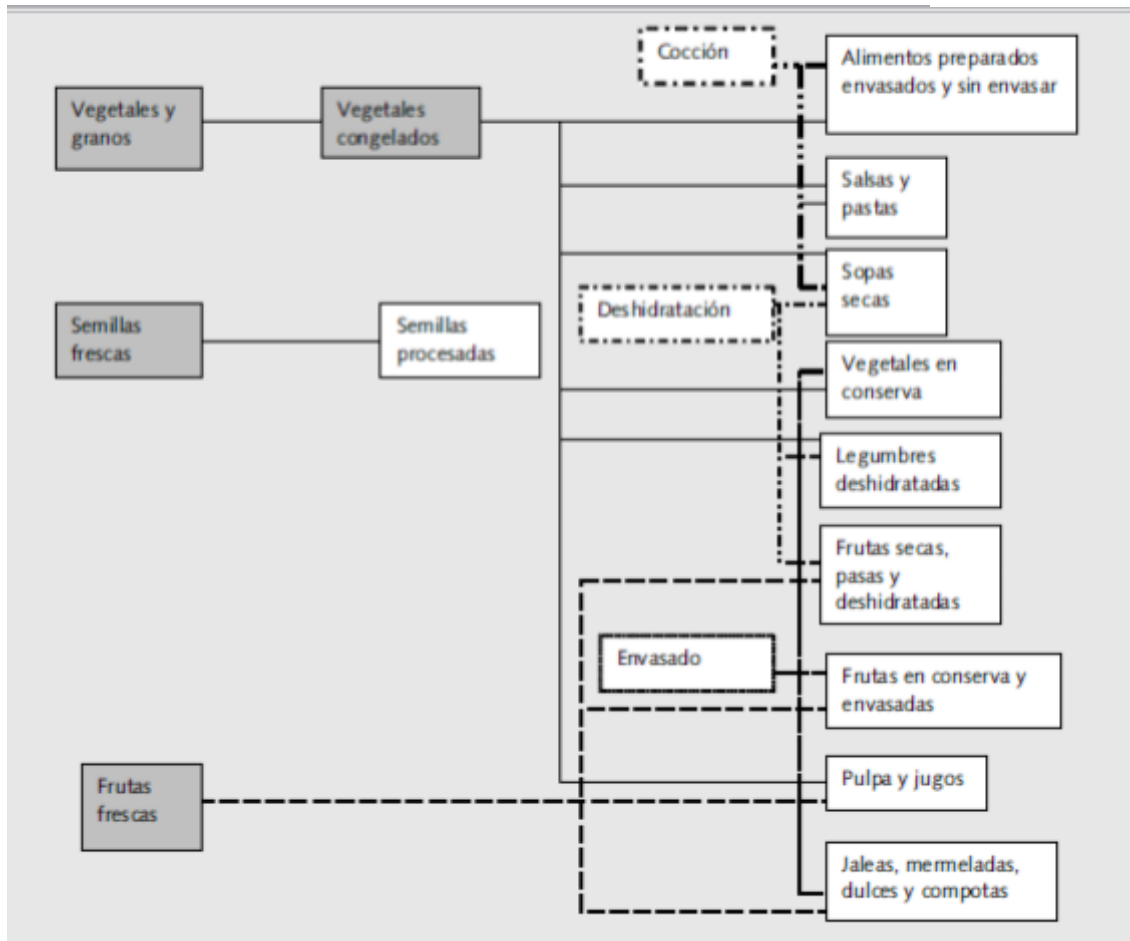 Cocción
Alimentos preparados
envasados y sin envasar
Vegetales y
granos
Vegetales
congelados
Salsas y
pastas
Sopas
secas
Deshidratación
Semillas
frescas
Semillas
procesadas
Vegetales en
conserva
Legumbres
deshidratadas
Frutas secas,
pasas y
deshidratadas
Envasado
Frutas en conserva y
envasadas
Frutas
frescas
Pulpa y jugos
Jaleas, mermeladas,
dulces y compotas